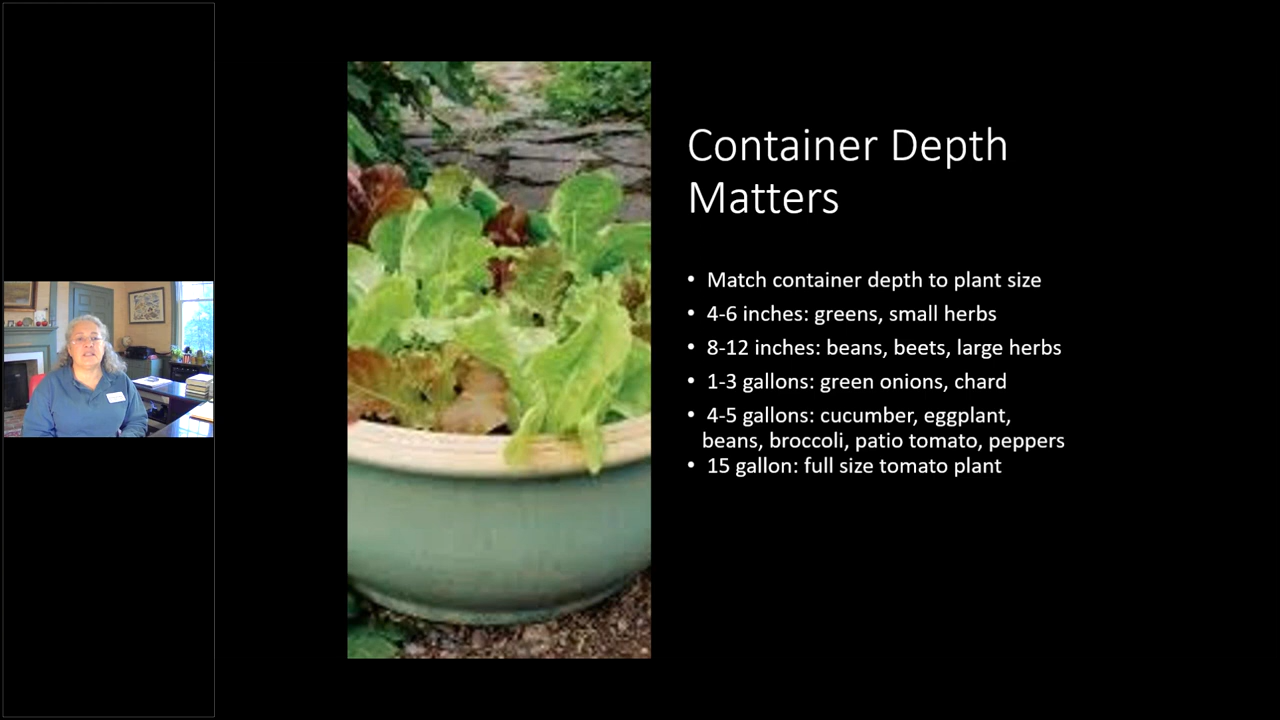 Container Depth
Matters
• Match container depth to plant size
• 4-6 inches: greens, small herbs
• 8-12 inches: beans, beets, large herbs
• 1-3 gallons: green onions, chard
• 4-5 gallons: cucumber, eggplant,
beans, broccoli, patio tomato, peppers
• 15 gallon: full size tomato plant